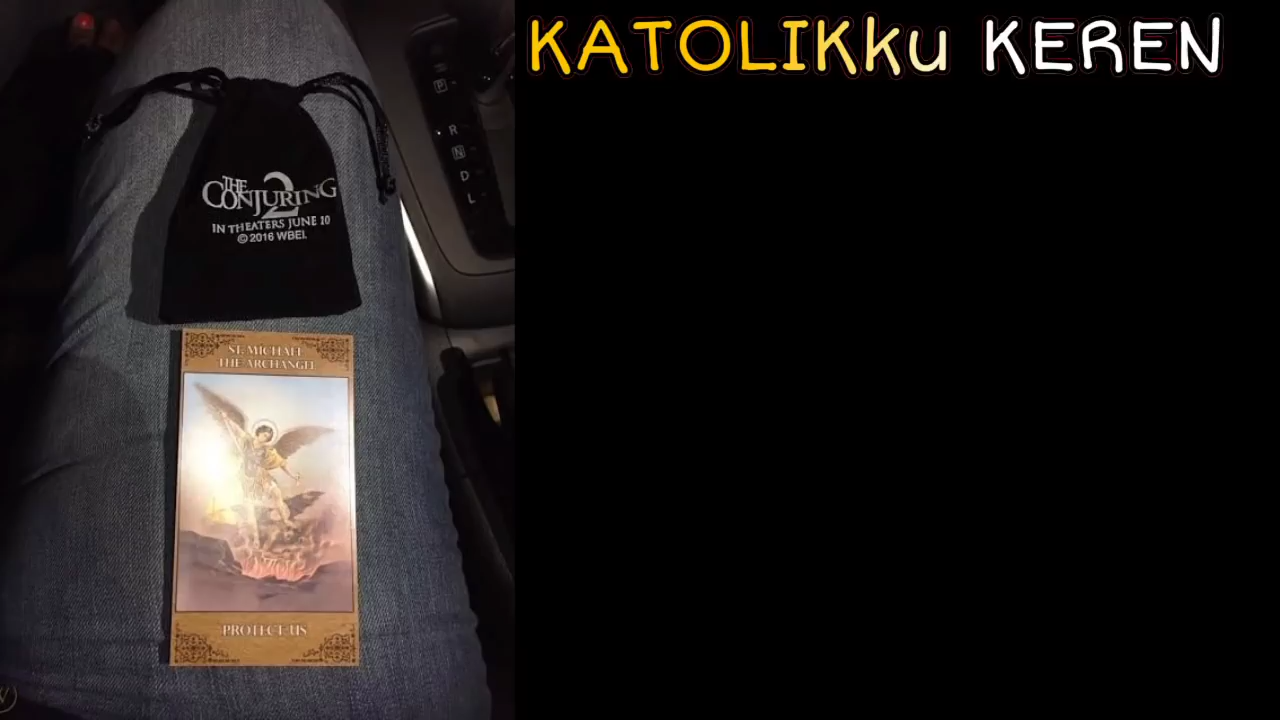 KATOLIKku KEREN
P
R
N
D
L
THE
CONJURING 2
IN THEATERS JUNE 10
© 2016 WBEI.
ST. MICHAEL
THE ARCHANGEL
PROTECT US